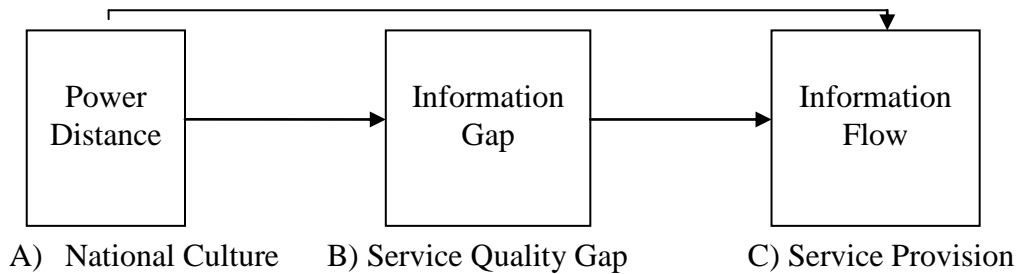 Power
Distance
Information
Gap
Information
Flow
A) National Culture
B) Service Quality Gap
C) Service Provision